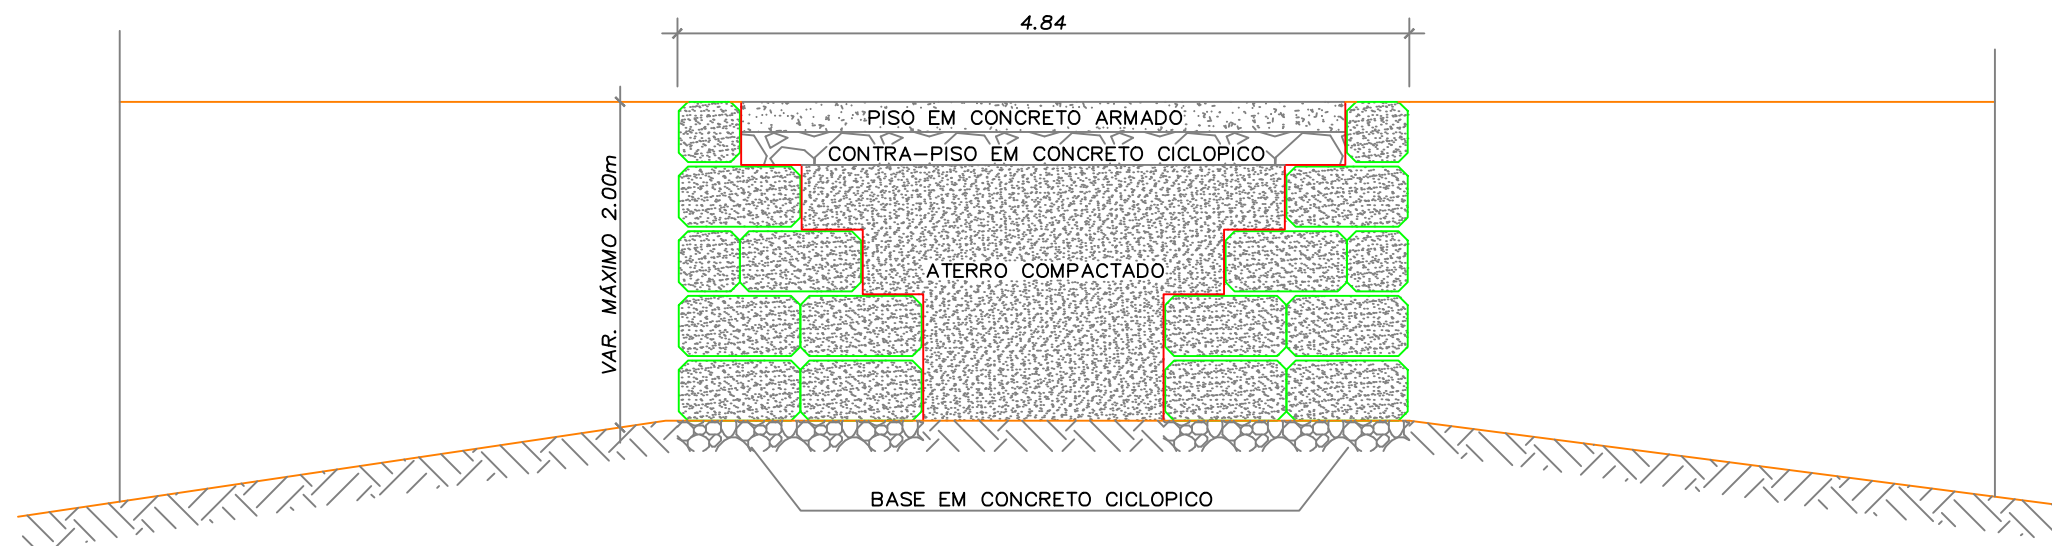 4.84
PISO EM CONCRETO ARMADO
CONTRA-PISO EM CONCRETO CICLOPICO
VAR. MÁXIMO 2.00m
ATERRO COMPACTADO
BASE EM CONCRETO CICLOPICO